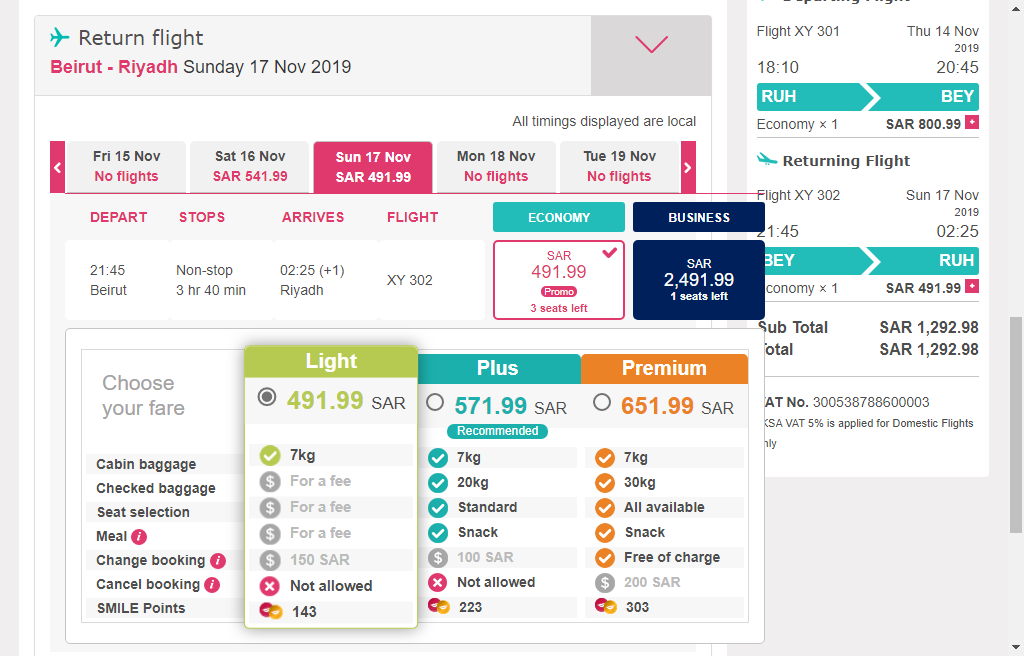 Return flight
Beirut - Riyadh Sunday 17 Nov 2019
All timings displayed are local
Fri 15 Nov
No flights
Sat 16 Nov
SAR 541.99
Sun 17 Nov
SAR 491.99
Mon 18 Nov
No flights
Tue 19 Nov
No flights
DEPART STOPS ARRIVES FLIGHT ECONOMY BUSINESS
21:45
Beirut
Non-stop
3 hr 40 min
02:25 (+1)
Riyadh
XY 302
SAR
491.99
Promo
3 seats left
SAR
2,491.99
1 seats left
Choose
your fare
Cabin baggage
Checked baggage
Seat selection
Meal i
Change booking i
Cancel booking i
SMILE Points
Light
491.99 SAR
7kg
$ For a fee
$ For a fee
$ For a fee
$ 150 SAR
Not allowed
143
Plus
571.99 SAR
Recommended
7kg
20kg
Standard
Snack
$ 100 SAR
Not allowed
223
Premium
651.99 SAR
7kg
30kg
All available
Snack
Free of charge
$ 200 SAR
303
Departing Flight
Flight XY 301 Thu 14 Nov
2019
18:10 20:45
RUH BEY
Economy × 1 SAR 800.99 +
Returning Flight
Flight XY 302 Sun 17 Nov
2019
21:45 02:25
BEY RUH
conomy × 1 SAR 491.99 +
Sub Total SAR 1,292.98
otal SAR 1,292.98
AT No. 300538788600003
KSA VAT 5% is applied for Domestic Flights
nly